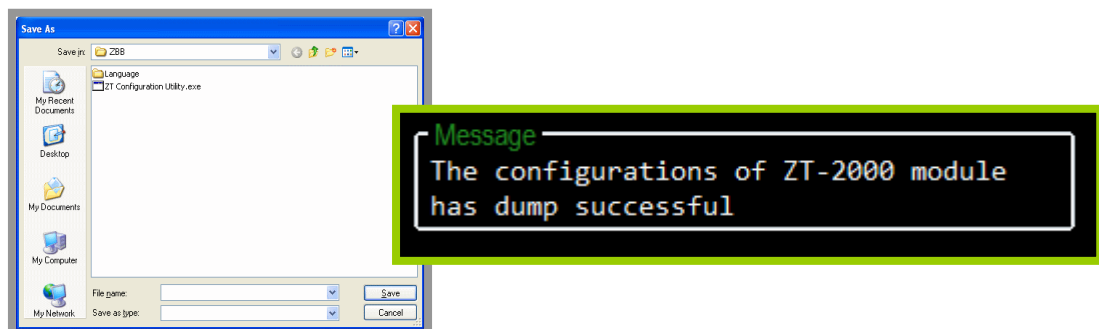 Save As
Save in: ZBB
Language
ZT Configuration Utility.exe
My Recent
Documents
Desktop
My Documents
My Computer
My Network
File name:
Save
Save as type:
Cancel
Message
The configurations of ZT-2000 module
has dump successful